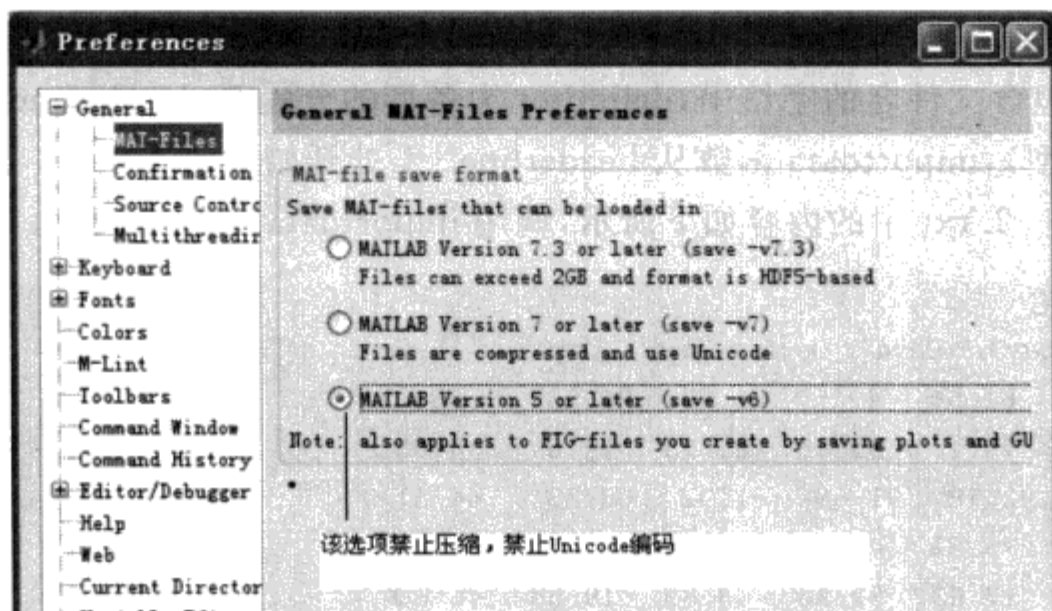 Preferences
General
MAT-Files
Confirmation
Source Contro
Multithreadir
Keyboard
Fonts
Colors
M-Lint
Toolbars
Command Window
Command History
Editor/Debugger
Help
Web
Current Director
General MAT-Files Preferences
MAT-file save format
Save MAT-files that can be loaded in
MATLAB Version 7.3 or later (save -v7.3)
Files can exceed 2GB and format is HDF5-based
MATLAB Version 7 or later (save -v7)
Files are compressed and use Unicode
MATLAB Version 5 or later (save -v6)
Note: also applies to FIG-files you create by saving plots and GU
该选项禁止压缩，禁止Unicode编码